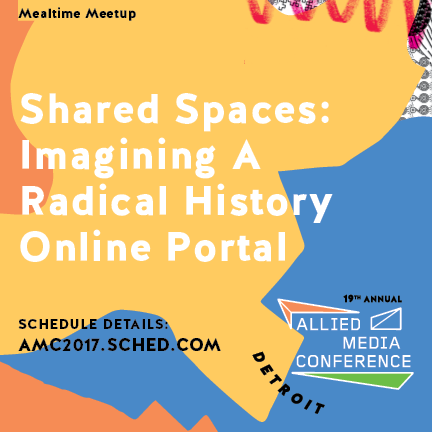 Mealtime Meetup
Shared Spaces:
Imagining A
Radical History
Online Portal
SCHEDULE DETAILS:
AMC2017.SCHED.COM
19TH ANNUAL
ALLIED
MEDIA
CONFERENCE
DETROIT